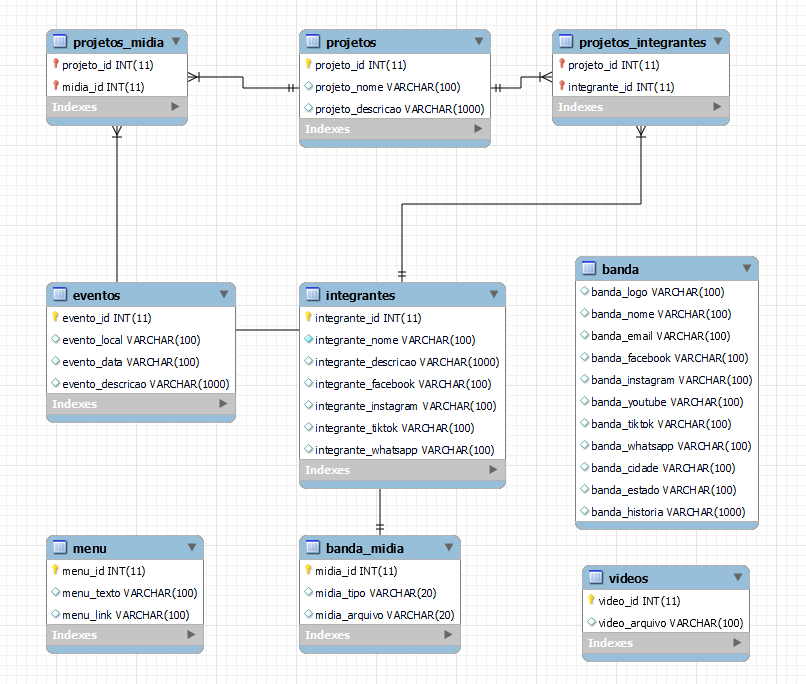 projetos_midia
projeto_id INT(11)
midia_id INT(11)
Indexes
projetos
projeto_id INT(11)
projeto_nome VARCHAR(100)
projeto_descricao VARCHAR(1000)
Indexes
projetos_integrantes
projeto_id INT(11)
integrante_id INT(11)
Indexes
eventos
evento_id INT(11)
evento_local VARCHAR(100)
evento_data VARCHAR(100)
evento_descricao VARCHAR(1000)
Indexes
integrantes
integrante_id INT(11)
integrante_nome VARCHAR(100)
integrante_descricao VARCHAR(1000)
integrante_facebook VARCHAR(100)
integrante_instagram VARCHAR(100)
integrante_tiktok VARCHAR(100)
integrante_whatsapp VARCHAR(100)
Indexes
banda
banda_logo VARCHAR(100)
banda_nome VARCHAR(100)
banda_email VARCHAR(100)
banda_facebook VARCHAR(100)
banda_instagram VARCHAR(100)
banda_youtube VARCHAR(100)
banda_tiktok VARCHAR(100)
banda_whatsapp VARCHAR(100)
banda_cidade VARCHAR(100)
banda_estado VARCHAR(100)
banda_historia VARCHAR(1000)
menu
menu_id INT(11)
menu_texto VARCHAR(100)
menu_link VARCHAR(100)
Indexes
banda_midia
midia_id INT(11)
midia_tipo VARCHAR(20)
midia_arquivo VARCHAR(20)
Indexes
videos
video_id INT(11)
video_arquivo VARCHAR(100)
Indexes